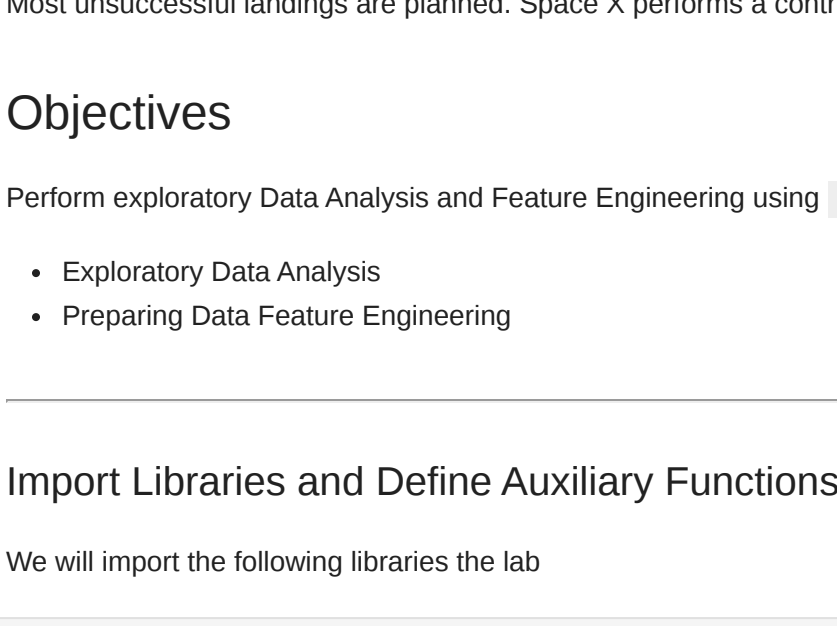 Most unsuccessful landings are planned. Space X performs a contr
Objectives
Perform exploratory Data Analysis and Feature Engineering using
Exploratory Data Analysis
Preparing Data Feature Engineering
Import Libraries and Define Auxiliary Functions
We will import the following libraries the lab